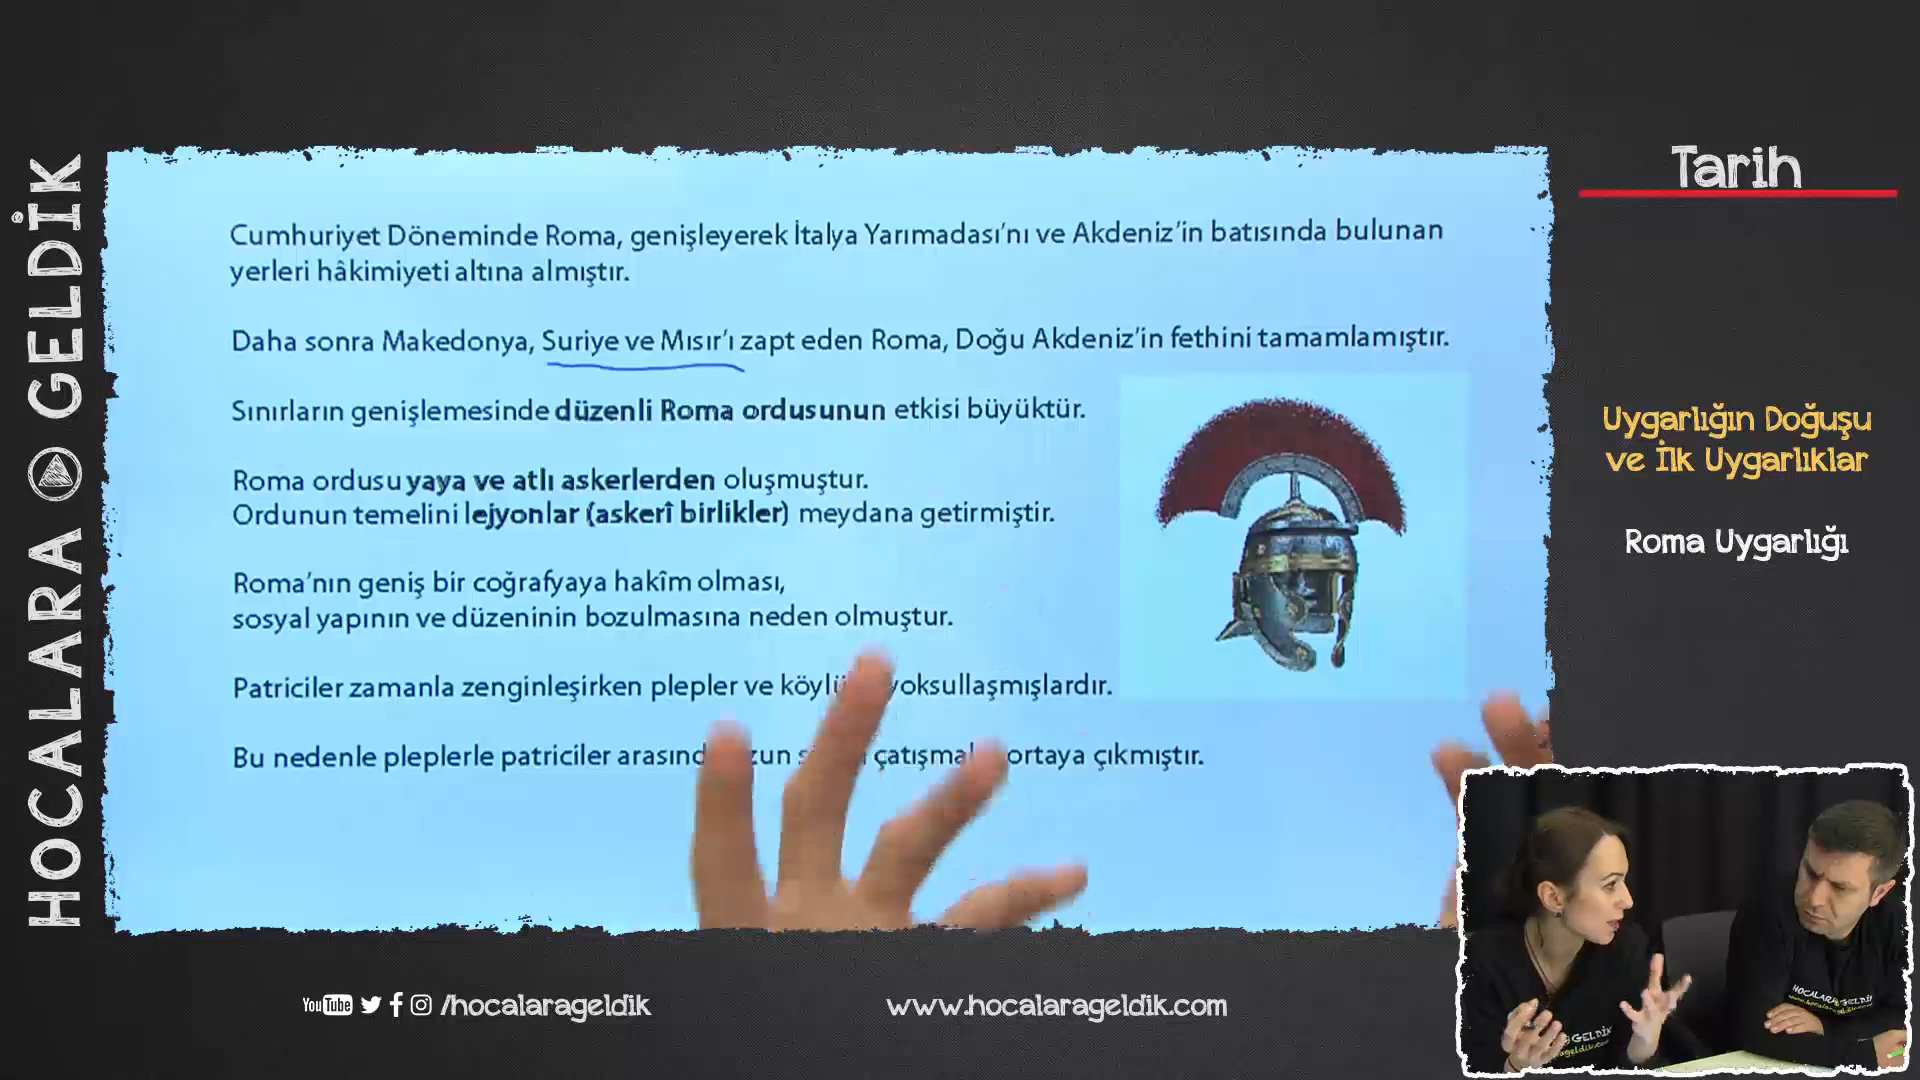 HOCALARA GELDİK
Tarih
Cumhuriyet Döneminde Roma, genişleyerek İtalya Yarımadası'nı ve Akdeniz'in batısında bulunan
yerleri hâkimiyeti altına almıştır.
Daha sonra Makedonya, Suriye ve Mısır'ı zapt eden Roma, Doğu Akdeniz'in fethini tamamlamıştır.
Sınırların genişlemesinde düzenli Roma ordusunun etkisi büyüktür.
Roma ordusu yaya ve atlı askerlerden oluşmuştur.
Ordunun temelini lejyonlar (askerî birlikler) meydana getirmiştir.
Roma'nın geniş bir coğrafyaya hakîm olması,
sosyal yapının ve düzeninin bozulmasına neden olmuştur.
Patriciler zamanla zenginleşirken plepler ve yoksullaşmışlardır.
Bu nedenle pleplerle patriciler ortaya çıkmıştır.
Uygarlığın Doğuşu
ve İlk Uygarlıklar
Roma Uygarlığı
YouTube /hocalarageldik
www.hocalarageldik.com
GELDİK
HOCALARA GELDİK